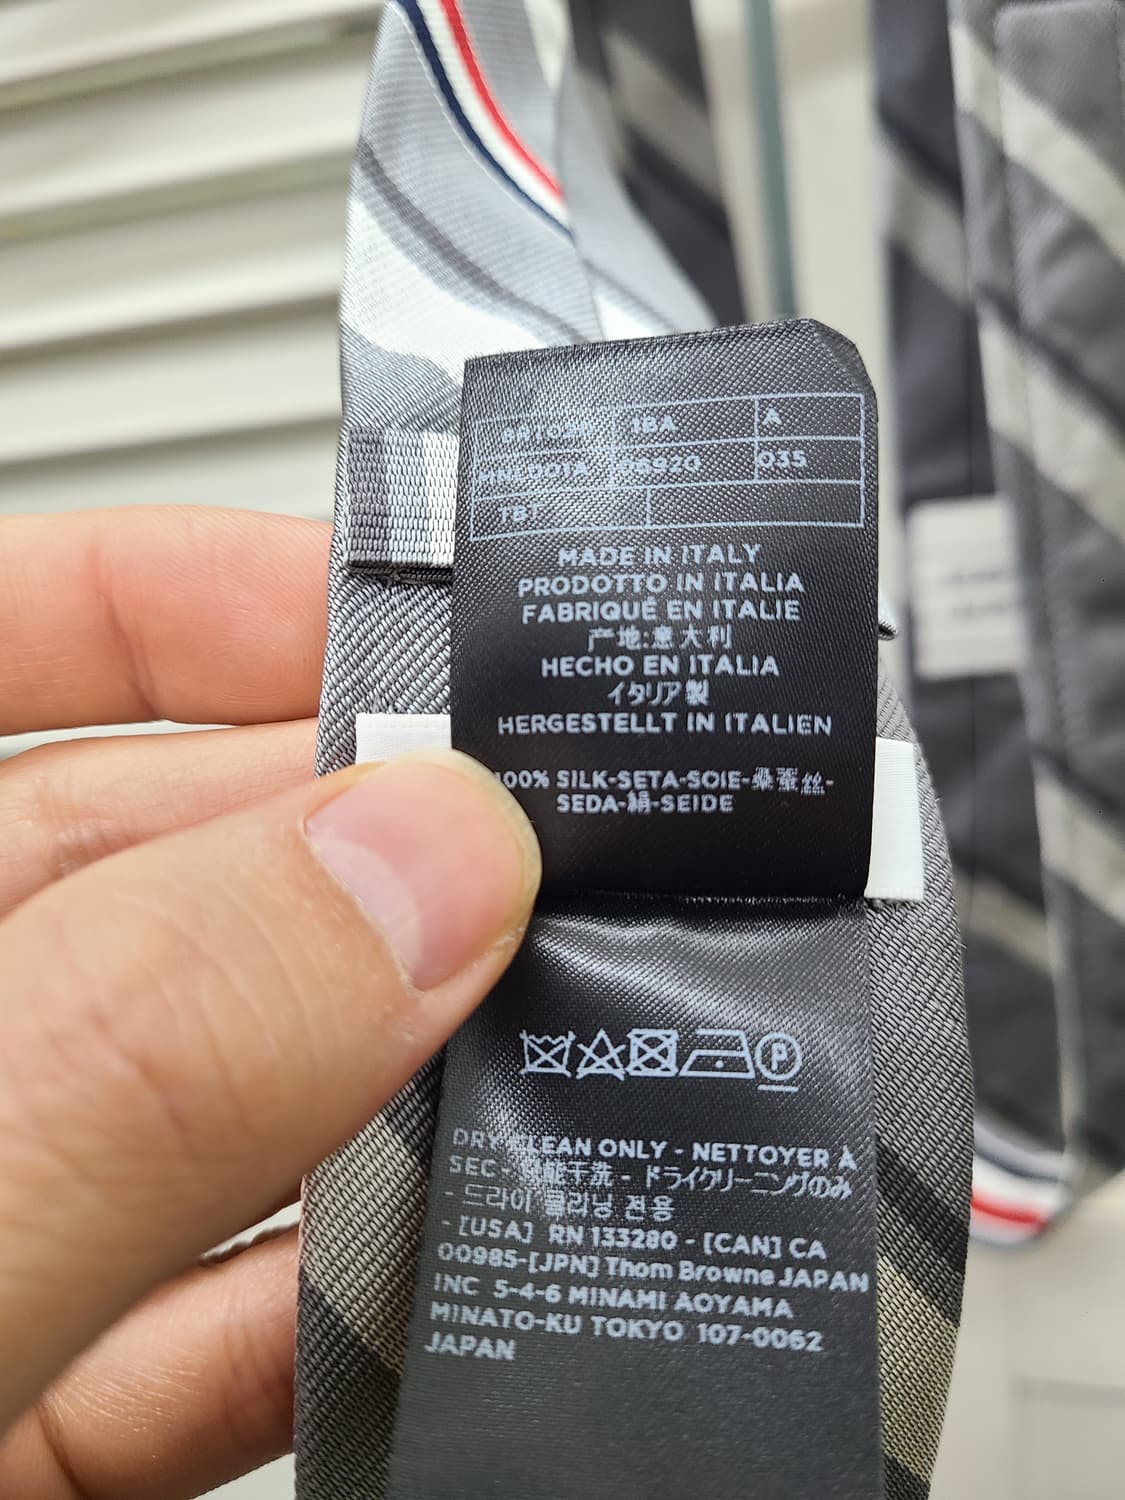 18A A
06920 035
MADE IN ITALY
PRODOTTO IN ITALIA
FABRIQUÉ EN ITALIE
产地:意大利
HECHO EN ITALIA
イタリア製
HERGESTELLT IN ITALIEN
100% SILK-SETA-SOIE-桑蚕丝-
SEDA-絹-SEIDE
P
DRY CLEAN ONLY - NETTOYER À
SEC - 干洗 - ドライクリーニングのみ
- 드라이 클리닝 전용
- [USA] RN 133280 - [CAN] CA
00985-[JPN] Thom Browne JAPAN
INC 5-4-6 MINAMI AOYAMA
MINATO-KU TOKYO 107-0062
JAPAN